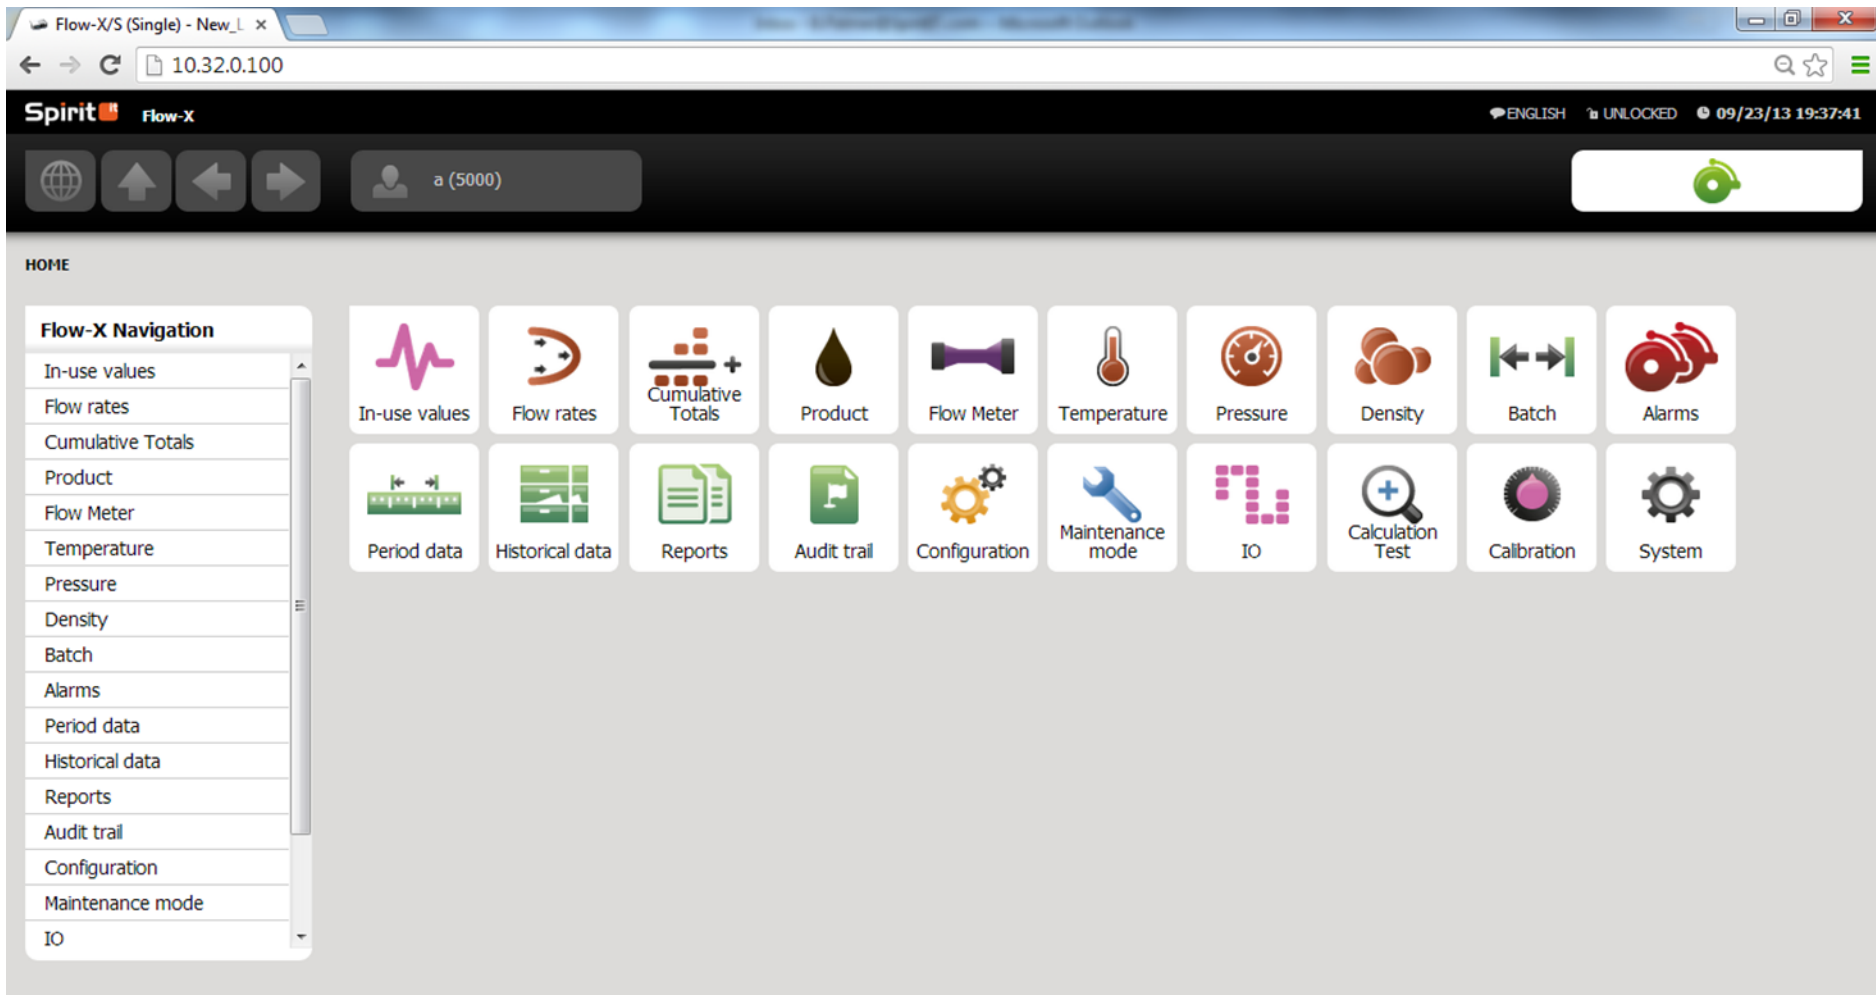 Flow-X/S (Single) - New_L
10.32.0.100
Spirit it Flow-X
ENGLISH UNLOCKED 09/23/13 19:37:41
a (5000)
HOME
Flow-X Navigation
In-use values
Flow rates
Cumulative Totals
Product
Flow Meter
Temperature
Pressure
Density
Batch
Alarms
Period data
Historical data
Reports
Audit trail
Configuration
Maintenance mode
IO
In-use values
Flow rates
Cumulative
Totals
Product
Flow Meter
Temperature
Pressure
Density
Batch
Alarms
Period data
Historical data
Reports
Audit trail
Configuration
Maintenance
mode
IO
Calculation
Test
Calibration
System